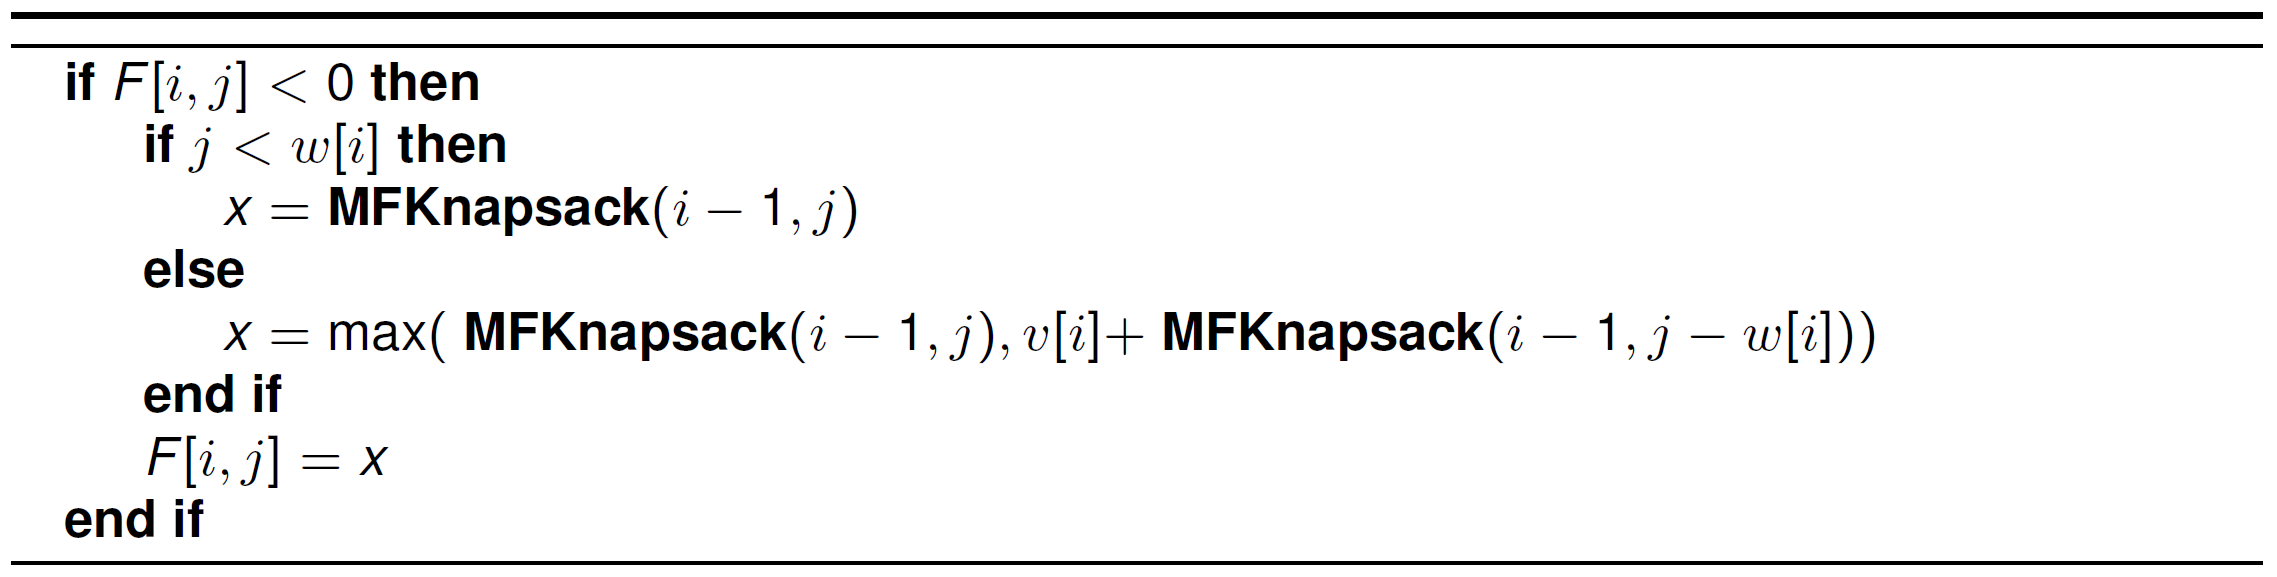 if F[i, j] < 0 then
if j < w[i] then
x = MFKnapsack(i − 1, j)
else
x = max( MFKnapsack(i − 1, j), v[i]+ MFKnapsack(i − 1, j − w[i]))
end if
F[i, j] = x
end if